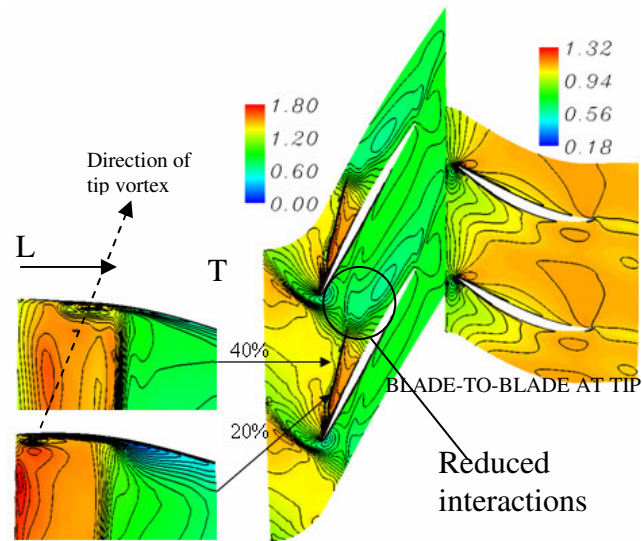 1.32
0.94
0.56
0.18
1.80
1.20
0.60
0.00
Direction of
tip vortex
L
T
40%
20%
BLADE-TO-BLADE AT TIP
Reduced
interactions